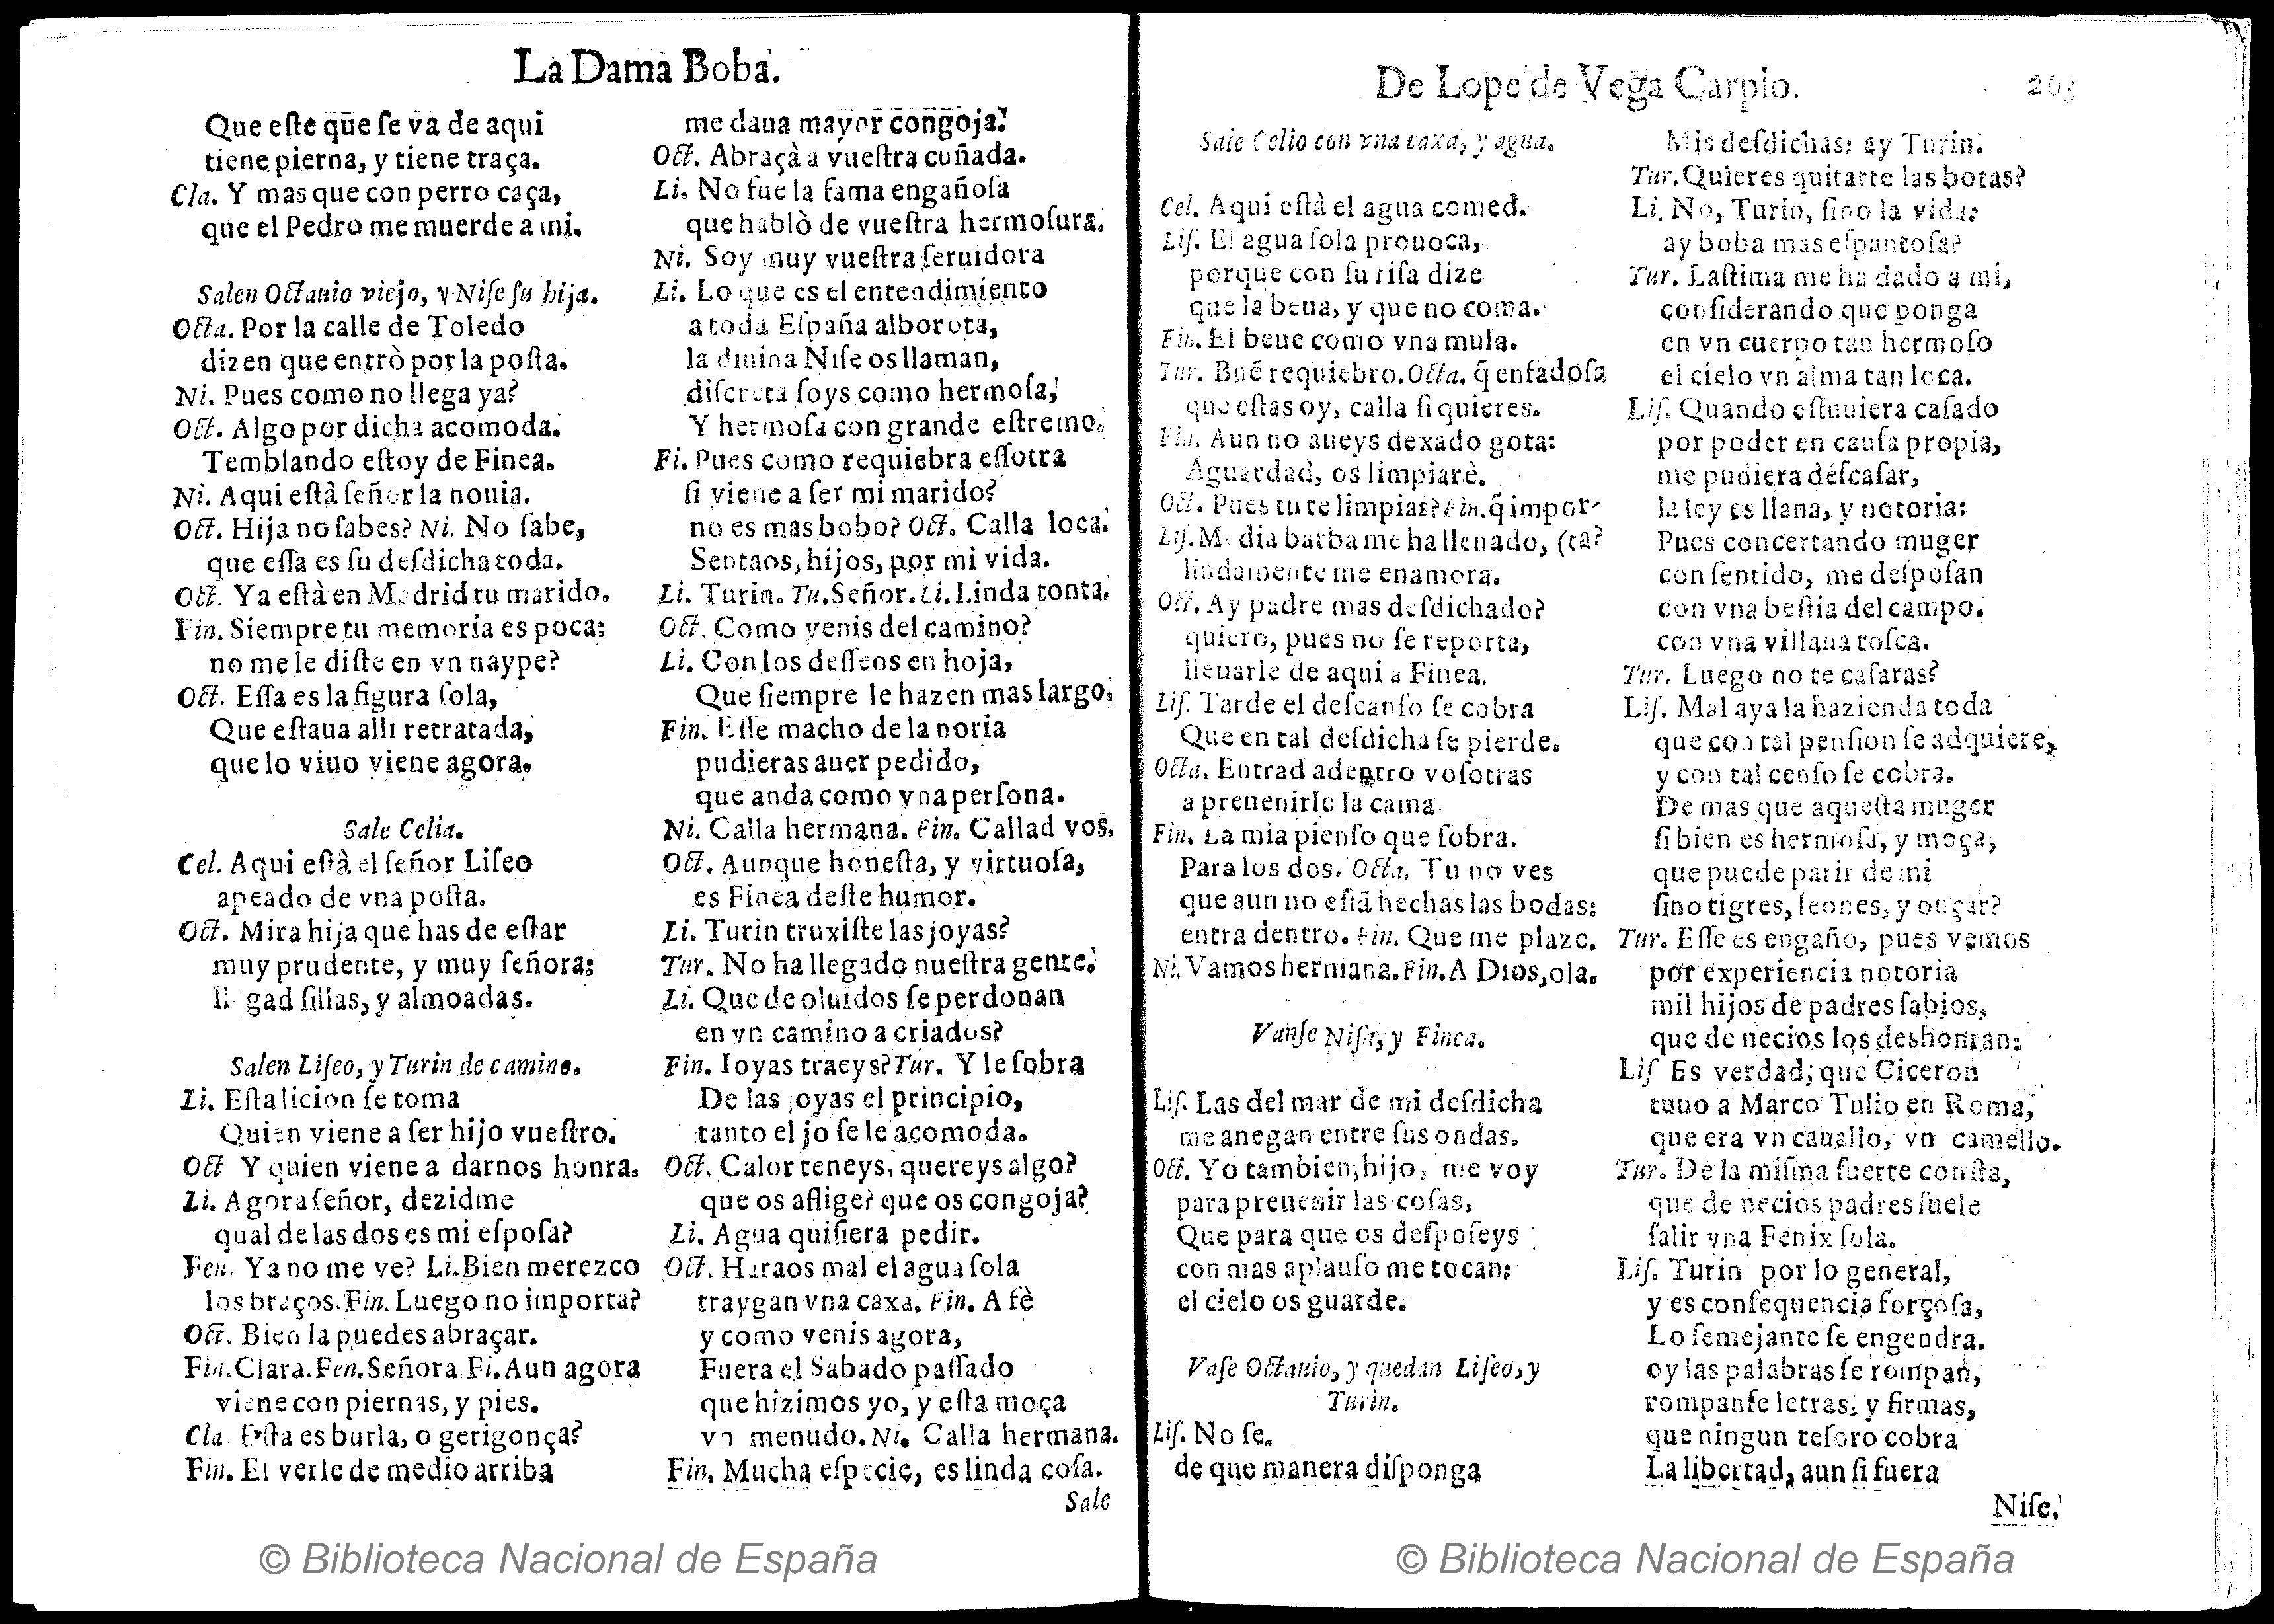 La Dama Boba.
Que eſte que ſe va de aqui
tiene pierna, y tiene traça.
Cla. Y mas que con perro caça,
que el Pedro me muerde a mi.
Salen Octauio viejo, y Niſe ſu hija.
Octa. Por la calle de Toledo
dizen que entrò por la poſta.
Ni. Pues como no llega ya?
Oct. Algo por dicha acomoda.
Temblando eſtoy de Finea.
Ni. Aqui eſtà ſeñor la nouia.
Oct. Hija no ſabes? Ni. No ſabe,
que eſſa es ſu deſdicha toda.
Oct. Ya eſtà en Madrid tu marido.
Fin. Siempre tu memoria es poca;
no me le diſte en vn naype?
Oct. Eſſa es la figura ſola,
Que eſtaua alli retratada,
que lo viuo viene agora.
Sale Celia.
Cel. Aqui eſtà el ſeñor Liſeo
apeado de vna poſta.
Oct. Mira hija que has de eſtar
muy prudente, y muy ſeñora;
llegad ſillas, y almoadas.
Salen Liſeo, y Turin de camino.
Li. Eſta licion ſe toma
Quien viene a ſer hijo vueſtro.
Oct Y quien viene a darnos honra.
Li. Agora ſeñor, dezidme
qual de las dos es mi eſpoſa?
Fen. Ya no me ve? Li. Bien merezco
los braços. Fin. Luego no importa?
Oct. Bien la puedes abraçar.
Fin. Clara. Fen. Señora. Fi. Aun agora
viene con piernas, y pies.
Cla Eſta es burla, o gerigonça?
Fin. El verle de medio arriba
me daua mayor congoja.
Oct. Abraçà a vueſtra cuñada.
Li. No fue la fama engañoſa
que hablò de vueſtra hermoſura.
Ni. Soy muy vueſtra ſeruidora
Li. Lo que es el entendimiento
a toda Eſpaña alborota,
la diuina Niſe os llaman,
diſcreta ſoys como hermoſa,
Y hermoſa con grande eſtremo.
Fi. Pues como requiebra eſſotra
ſi viene a ſer mi marido?
no es mas bobo? Oct. Calla loca.
Sentaos, hijos, por mi vida.
Li. Turin. Tu. Señor. Li. Linda tonta.
Oct. Como venis del camino?
Li. Con los deſſeos en hoja,
Que ſiempre le hazen mas largo.
Fin. Eſſe macho de la noria
pudieras auer pedido,
que anda como vna perſona.
Ni. Calla hermana. Fin. Callad vos.
Oct. Aunque honeſta, y virtuoſa,
es Finea deſte humor.
Li. Turin truxiſte las joyas?
Tur. No ha llegado nueſtra gente.
Li. Que de oluidos ſe perdonan
en vn camino a criados?
Fin. Ioyas traeys? Tur. Y le ſobra
De las joyas el principio,
tanto el jo ſe le acomoda.
Oct. Calor teneys, quereys algo?
que os aflige? que os congoja?
Li. Agua quiſiera pedir.
Oct. Haraos mal el agua ſola
traygan vna caxa. Fin. A fè
y como venis agora,
Fuera el Sabado paſſado
que hizimos yo, y eſta moça
vn menudo. Ni. Calla hermana.
Fin. Mucha eſpecie, es linda coſa.
Sale
© Biblioteca Nacional de España
De Lope de Vega Carpio. 203
Sale Celio con vna caxa, y agua.
Cel. Aqui eſtà el agua comed.
Liſ. El agua ſola prouoca,
porque con ſu riſa dize
que la beua, y que no coma.
Fin. El beue como vna mula.
Tur. Buẽ requiebro. Octa. q̃ enfadoſa
que eſtas oy, calla ſi quieres.
Fin. Aun no aueys dexado gota:
Aguardad, os limpiarè.
Oct. Pues tu te limpias? Fin. q̃ impor-
Liſ. Media barba me ha lleuado, (ta?
lindamente me enamora.
Oct. Ay padre mas deſdichado?
quiero, pues no ſe reporta,
lleuarle de aqui a Finea.
Liſ. Tarde el deſcanſo ſe cobra
Que en tal deſdicha ſe pierde.
Octa. Entrad adentro voſotras
a preuenirle la cama.
Fin. La mia pienſo que ſobra.
Para los dos. Octa. Tu no ves
que aun no eſtã hechas las bodas:
entra dentro. Fin. Que me plaze.
Ni. Vamos hermana. Fin. A Dios, ola.
Vanſe Niſa, y Finea.
Liſ. Las del mar de mi deſdicha
me anegan entre ſus ondas.
Oct. Yo tambien, hijo, me voy
para preuenir las coſas,
Que para que os deſpoſeys
con mas aplauſo me tocan;
el cielo os guarde.
Vaſe Octauio, y quedan Liſeo, y
Turin.
Liſ. No ſe.
de que manera diſponga
Mis deſdichas: ay Turin.
Tur. Quieres quitarte las botas?
Li. No, Turin, ſino la vida:
ay boba mas eſpantoſa?
Tur. Laſtima me ha dado a mi,
conſiderando que ponga
en vn cuerpo tan hermoſo
el cielo vn alma tan loca.
Liſ. Quando eſtuuiera caſado
por poder en cauſa propia,
me pudiera deſcaſar,
la ley es llana, y notoria:
Pues concertando muger
con ſentido, me deſpoſan
con vna beſtia del campo.
con vna villana toſca.
Tur. Luego no te caſaras?
Liſ. Mal aya la hazienda toda
que con tal penſion ſe adquiere,
y con tal cenſo ſe cobra.
De mas que aqueſta muger
ſi bien es hermoſa, y moça,
que puede parir de mi
ſino tigres, leones, y onças?
Tur. Eſſe es engaño, pues vemos
por experiencia notoria
mil hijos de padres ſabios,
que de necios los deshonran:
Liſ Es verdad, que Ciceron
tuuo a Marco Tulio en Roma,
que era vn cauallo, vn camello.
Tur. De la miſma ſuerte conſta,
que de necios padres ſuele
ſalir vna Fenix ſola.
Liſ. Turin por lo general,
y es conſequencia forçoſa,
Lo ſemejante ſe engendra.
oy las palabras ſe rompan,
rompanſe letras, y firmas,
que ningun teſoro cobra
La libertad, aun ſi fuera
Niſe.
© Biblioteca Nacional de España